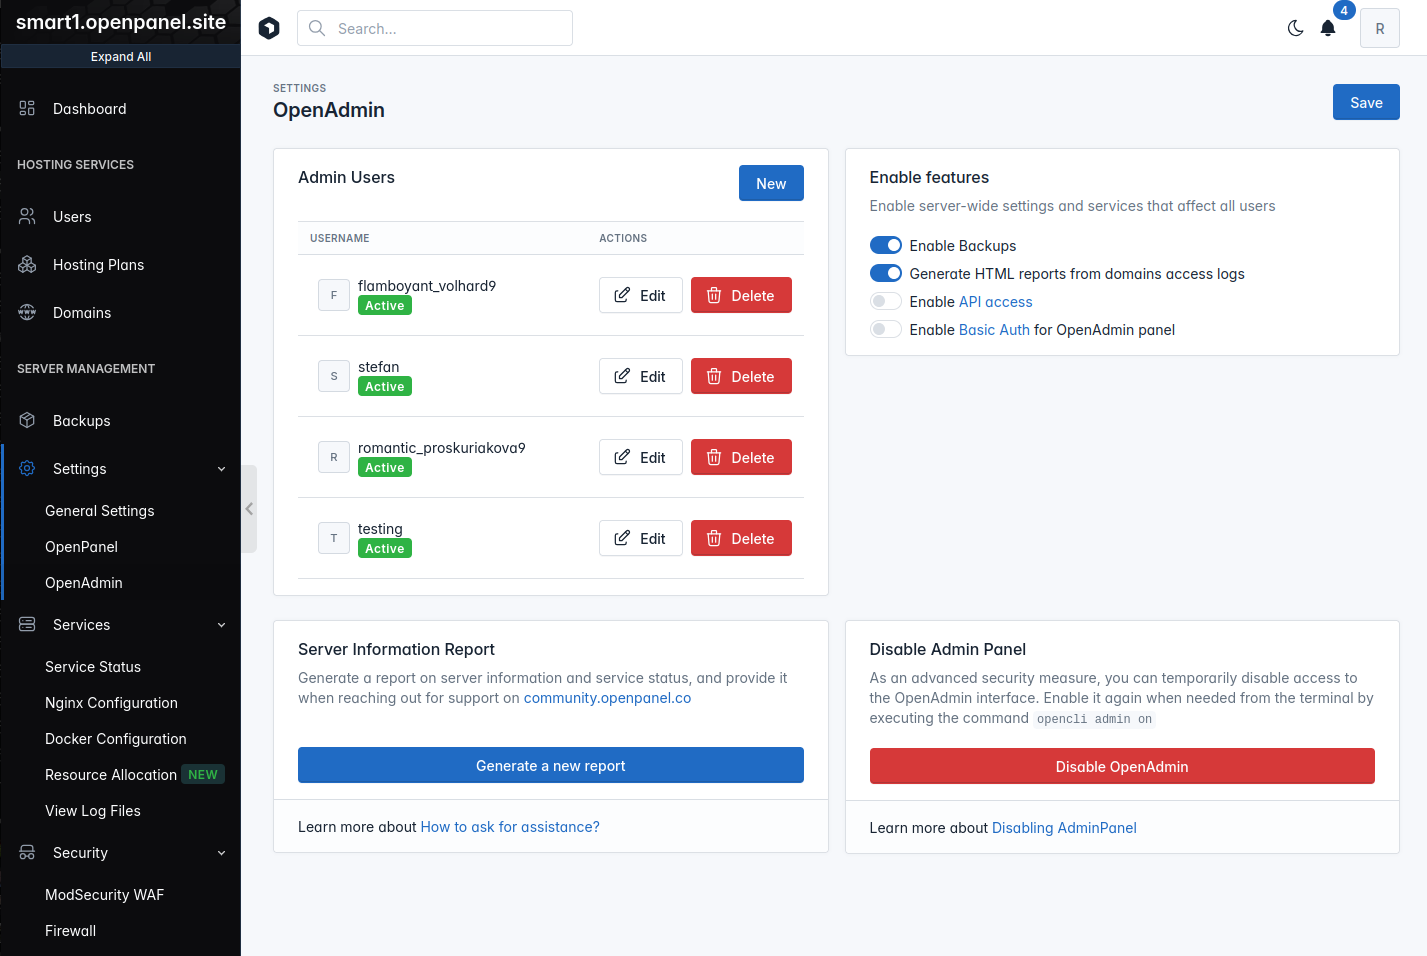 smart1.openpanel.site
Expand All
Dashboard
HOSTING SERVICES
Users
Hosting Plans
Domains
SERVER MANAGEMENT
Backups
Settings
General Settings
OpenPanel
OpenAdmin
Services
Service Status
Nginx Configuration
Docker Configuration
Resource Allocation NEW
View Log Files
Security
ModSecurity WAF
Firewall
Search...
4
R
SETTINGS
OpenAdmin
Save
Admin Users
New
USERNAME ACTIONS
F
flamboyant_volhard9
Active
Edit
Delete
S
stefan
Active
Edit
Delete
R
romantic_proskuriakova9
Active
Edit
Delete
T
testing
Active
Edit
Delete
Enable features
Enable server-wide settings and services that affect all users
Enable Backups
Generate HTML reports from domains access logs
Enable API access
Enable Basic Auth for OpenAdmin panel
Server Information Report
Generate a report on server information and service status, and provide it
when reaching out for support on community.openpanel.co
Generate a new report
Learn more about How to ask for assistance?
Disable Admin Panel
As an advanced security measure, you can temporarily disable access to
the OpenAdmin interface. Enable it again when needed from the terminal by
executing the command opencli admin on
Disable OpenAdmin
Learn more about Disabling AdminPanel